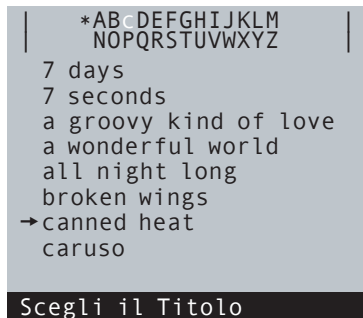 *ABcDEFGHIJKLM
NOPQRSTUVWXYZ
7 days
7 seconds
a groovy kind of love
a wonderful world
all night long
broken wings
→canned heat
caruso
Scegli il Titolo